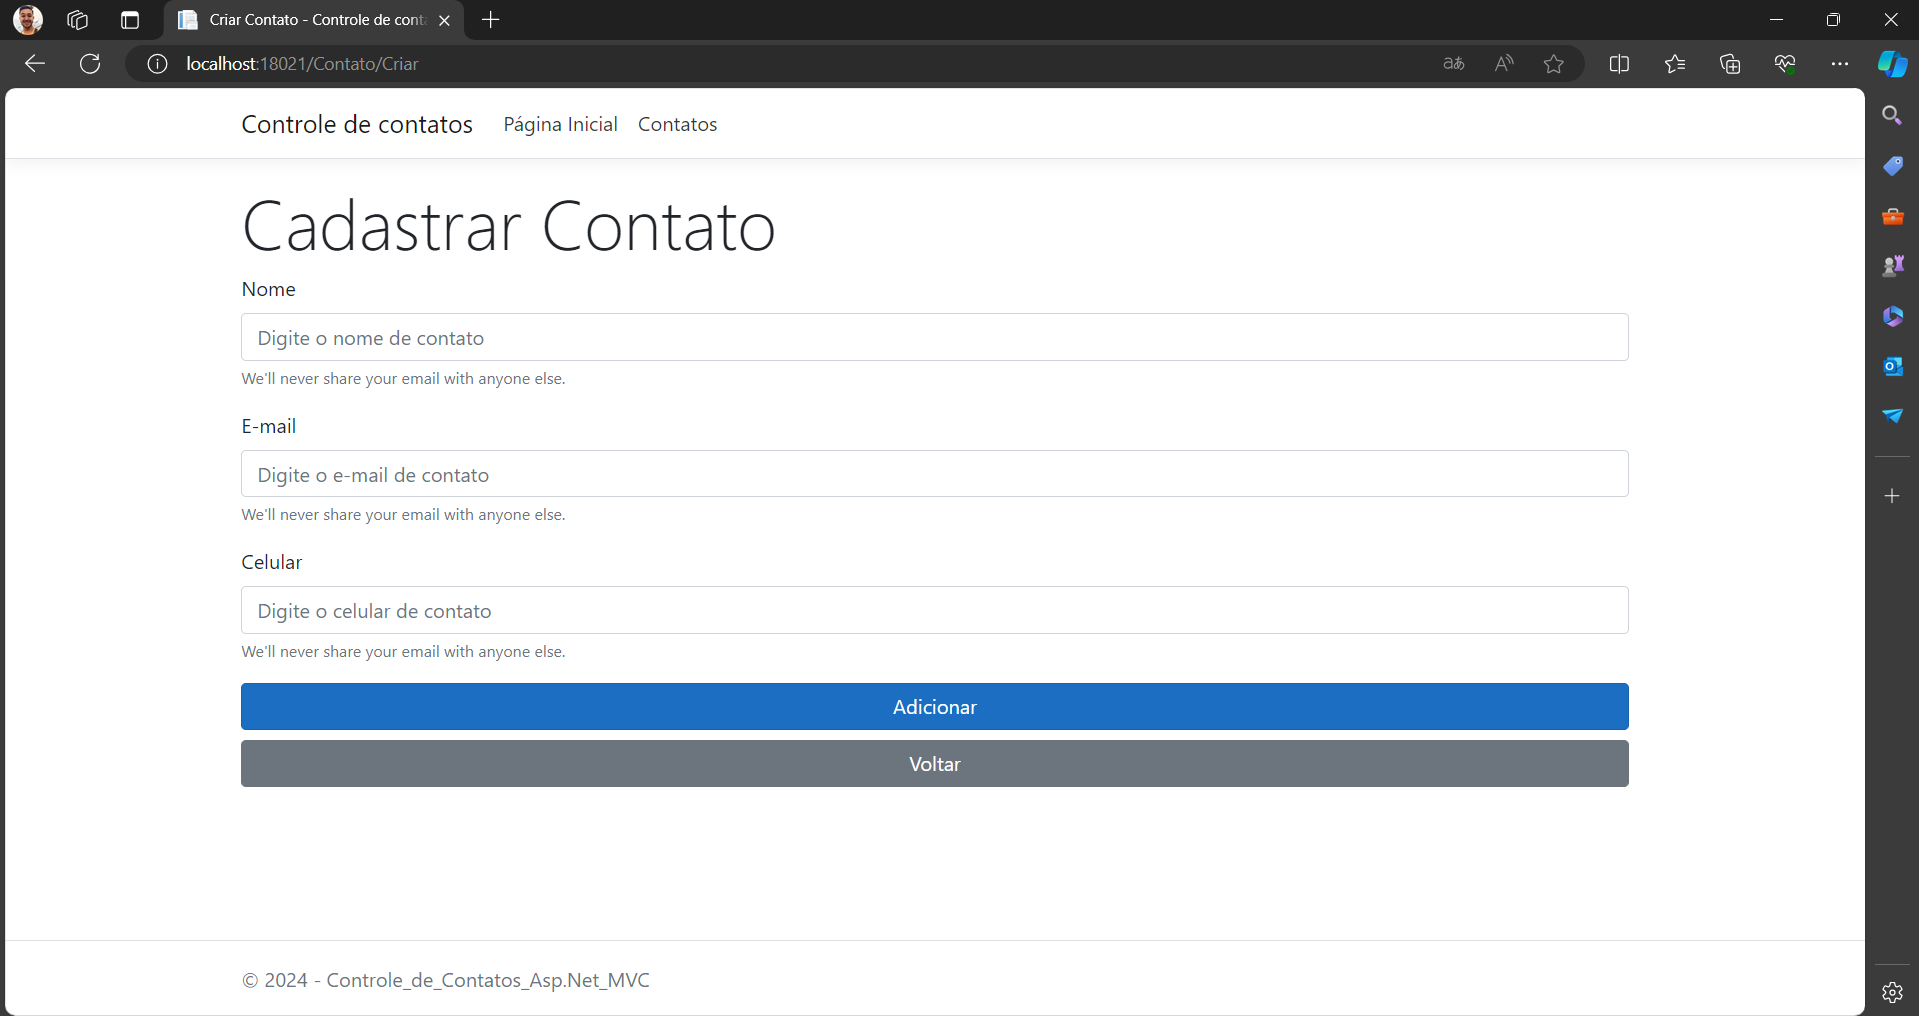 Criar Contato - Controle de cont
localhost:18021/Contato/Criar
Controle de contatos Página Inicial Contatos
Cadastrar Contato
Nome
Digite o nome de contato
We'll never share your email with anyone else.
E-mail
Digite o e-mail de contato
We'll never share your email with anyone else.
Celular
Digite o celular de contato
We'll never share your email with anyone else.
Adicionar
Voltar
© 2024 - Controle_de_Contatos_Asp.Net_MVC